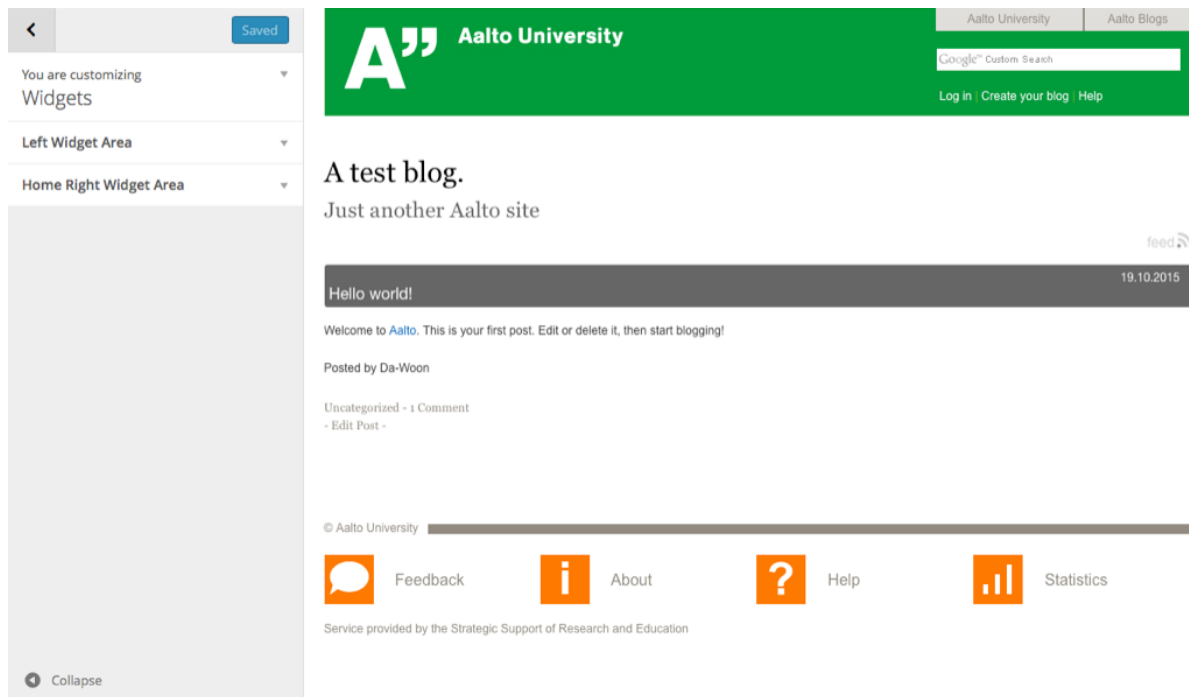 Saved
You are customizing
Widgets
Left Widget Area
Home Right Widget Area
Collapse
A”
Aalto University
Aalto University
Aalto Blogs
Google™ Custom Search
Log in | Create your blog | Help
A test blog.
Just another Aalto site
feed
19.10.2015
Hello world!
Welcome to Aalto. This is your first post. Edit or delete it, then start blogging!
Posted by Da-Woon
Uncategorized - 1 Comment
- Edit Post -
© Aalto University
Feedback
i
About
?
Help
Statistics
Service provided by the Strategic Support of Research and Education